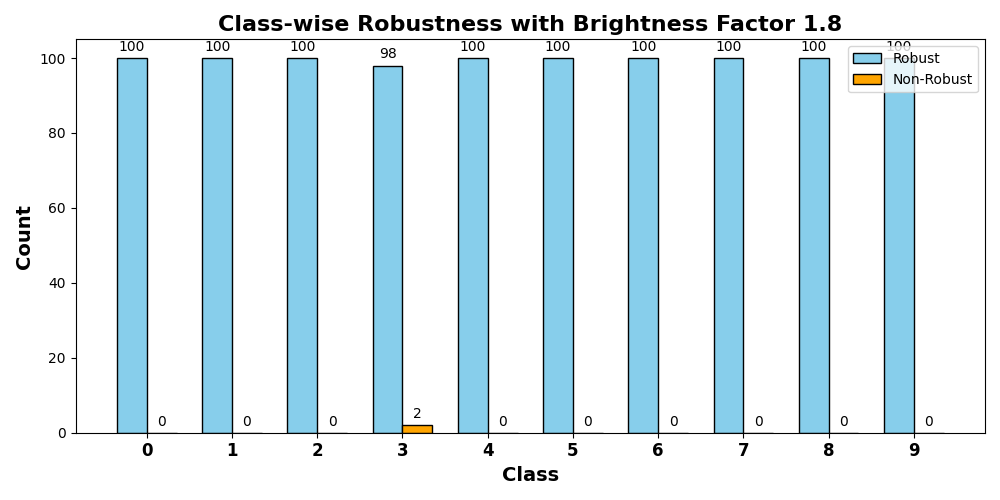 Class-wise Robustness with Brightness Factor 1.8
100 100 100 98 100 100 100 100 100 100
Robust
Non-Robust
100
80
60
40
20
0
Count
0 0 0 2 0 0 0 0 0 0
0 1 2 3 4 5 6 7 8 9
Class